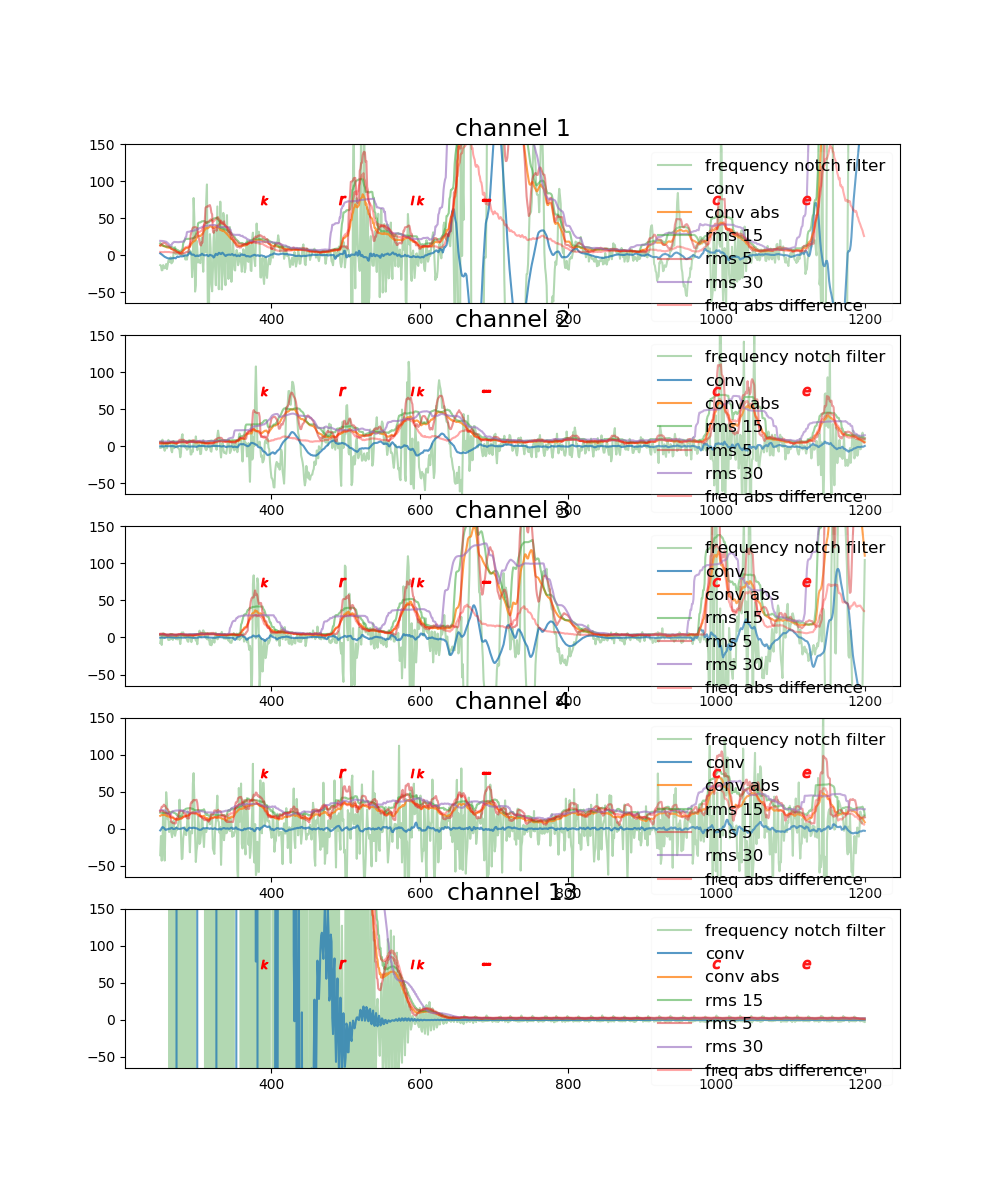 channel 1
150
100
50
0
−50
k r l k – c e
frequency notch filter
conv
conv abs
rms 15
rms 5
rms 30
freq abs difference
400 600 800 1000 1200
channel 2
150
100
50
0
−50
k r l k – c e
frequency notch filter
conv
conv abs
rms 15
rms 5
rms 30
freq abs difference
400 600 800 1000 1200
channel 3
150
100
50
0
−50
k r l k – c e
frequency notch filter
conv
conv abs
rms 15
rms 5
rms 30
freq abs difference
400 600 800 1000 1200
channel 4
150
100
50
0
−50
k r l k – c e
frequency notch filter
conv
conv abs
rms 15
rms 5
rms 30
freq abs difference
400 600 800 1000 1200
channel 13
150
100
50
0
−50
k r l k – c e
frequency notch filter
conv
conv abs
rms 15
rms 5
rms 30
freq abs difference
400 600 800 1000 1200